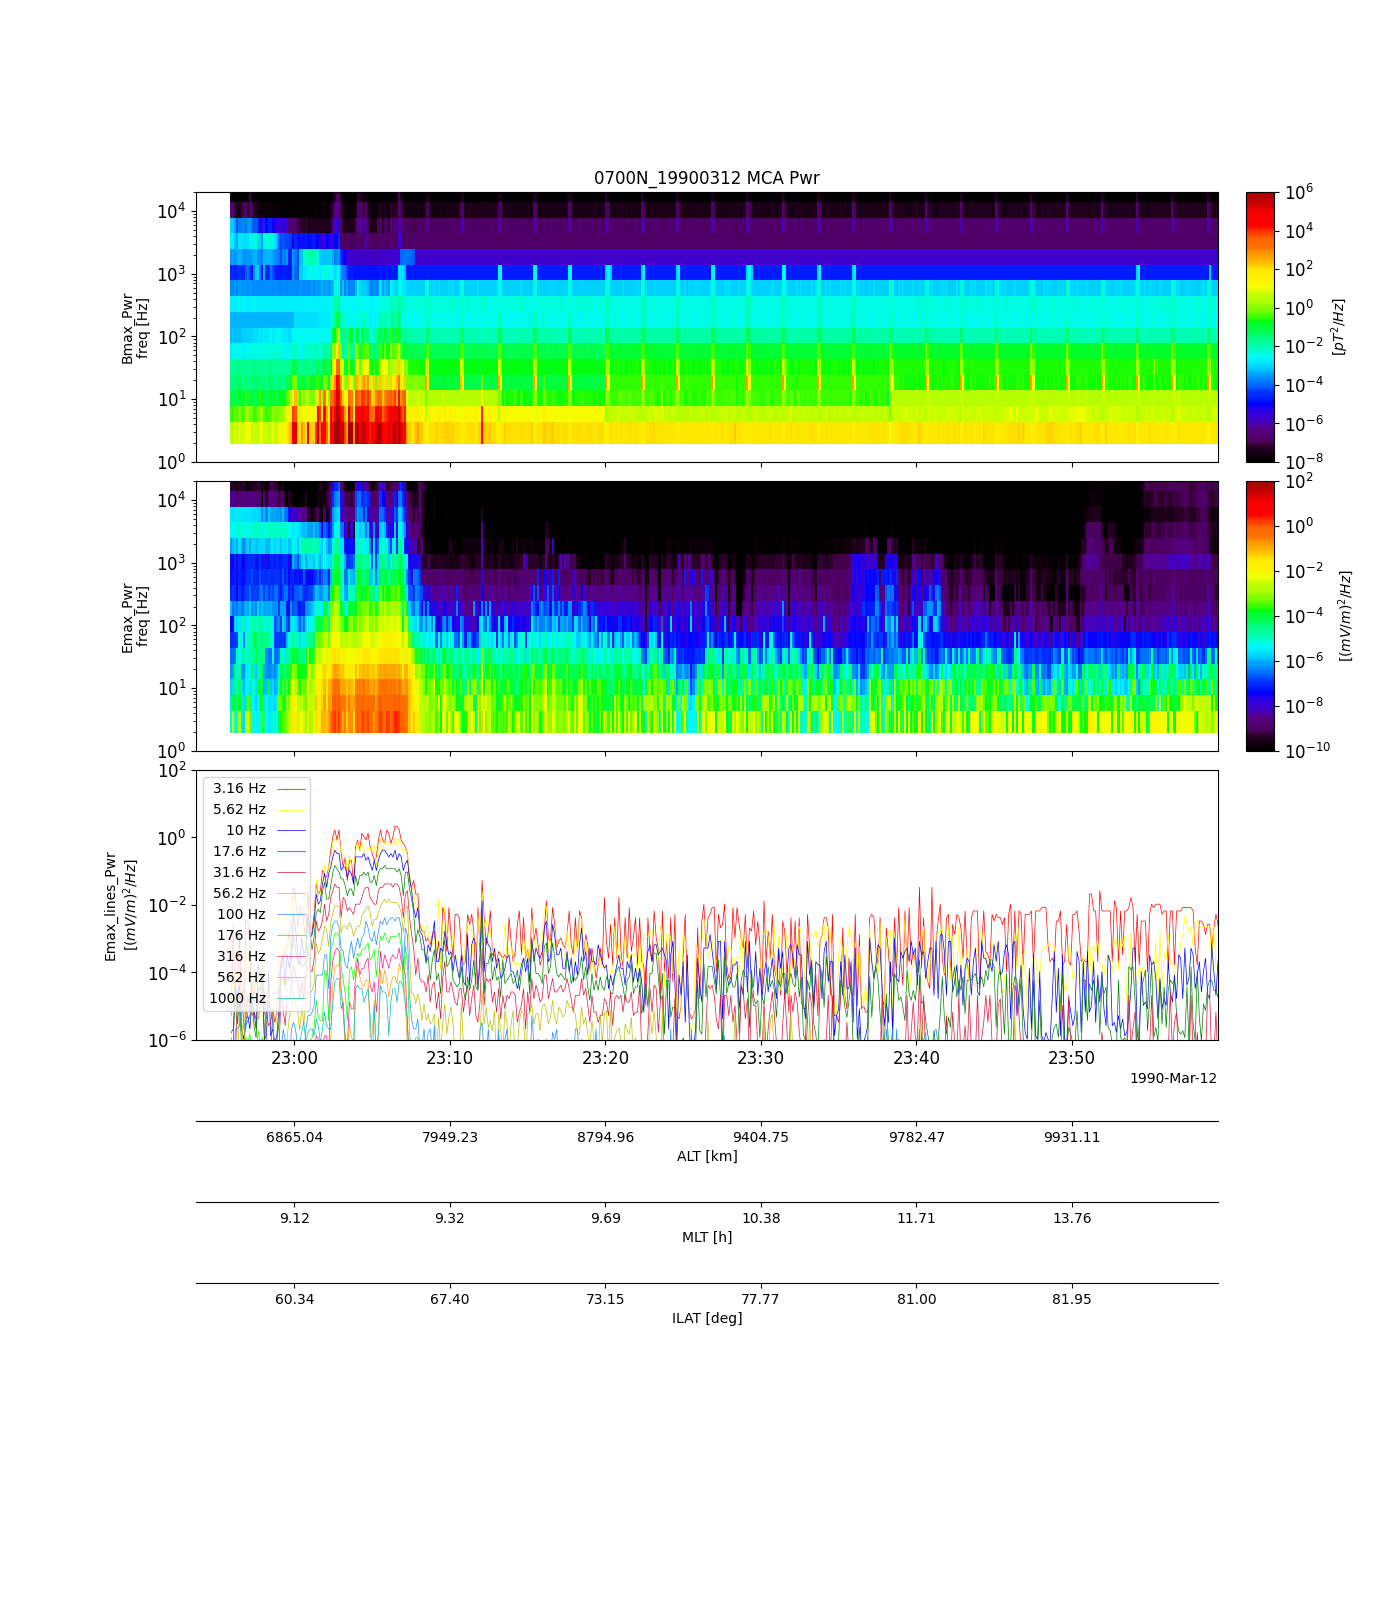 0700N_19900312 MCA Pwr
10^4
10^3
10^2
10^1
10^0
Bmax_Pwr
freq [Hz]
10^6
10^4
10^2
10^0
10^-2
10^-4
10^-6
10^-8
[pT^2/Hz]
10^4
10^3
10^2
10^1
10^0
Emax_Pwr
freq [Hz]
10^2
10^0
10^-2
10^-4
10^-6
10^-8
10^-10
[(mV/m)^2/Hz]
10^2
10^0
10^-2
10^-4
10^-6
Emax_lines_Pwr
[(mV/m)^2/Hz]
3.16 Hz
5.62 Hz
10 Hz
17.6 Hz
31.6 Hz
56.2 Hz
100 Hz
176 Hz
316 Hz
562 Hz
1000 Hz
23:00 23:10 23:20 23:30 23:40 23:50
1990-Mar-12
6865.04 7949.23 8794.96 9404.75 9782.47 9931.11
ALT [km]
9.12 9.32 9.69 10.38 11.71 13.76
MLT [h]
60.34 67.40 73.15 77.77 81.00 81.95
ILAT [deg]